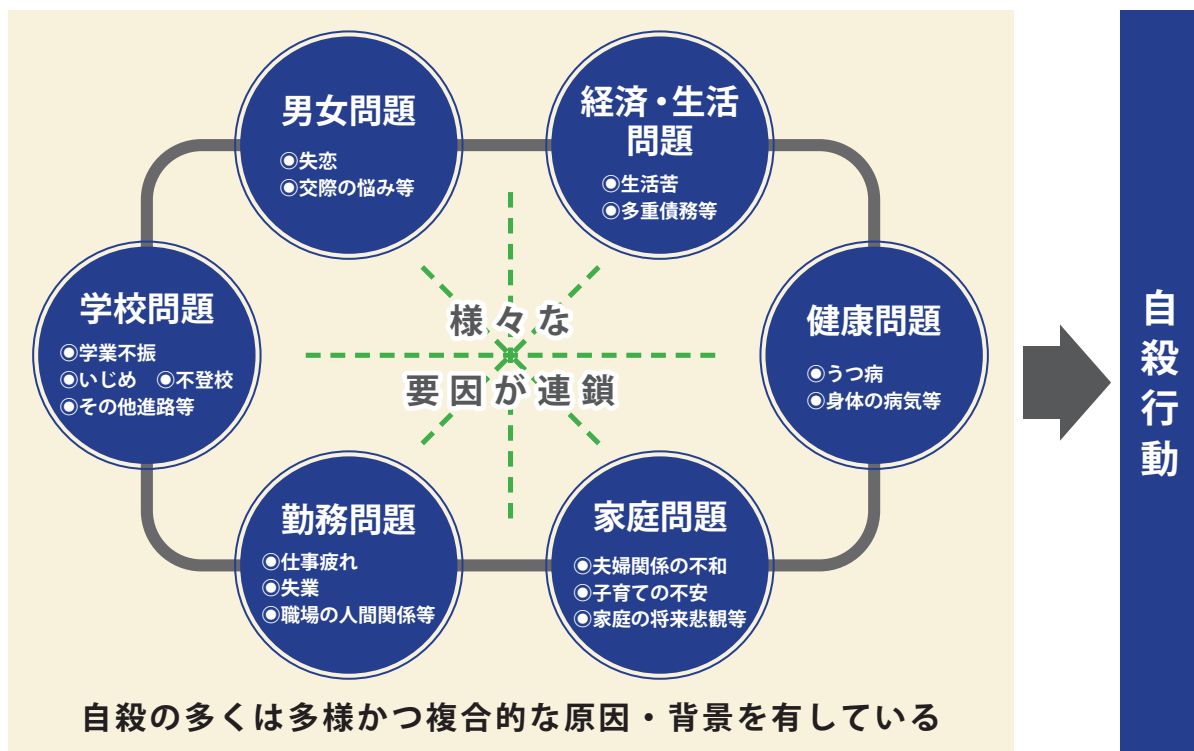 男女問題
◉失恋
◉交際の悩み等
経済・生活
問題
◉生活苦
◉多重債務等
学校問題
◉学業不振
◉いじめ ◉不登校
◉その他進路等
様々な
要因が連鎖
健康問題
◉うつ病
◉身体の病気等
勤務問題
◉仕事疲れ
◉失業
◉職場の人間関係等
家庭問題
◉夫婦関係の不和
◉子育ての不安
◉家庭の将来悲観等
自殺の多くは多様かつ複合的な原因・背景を有している
自殺行動